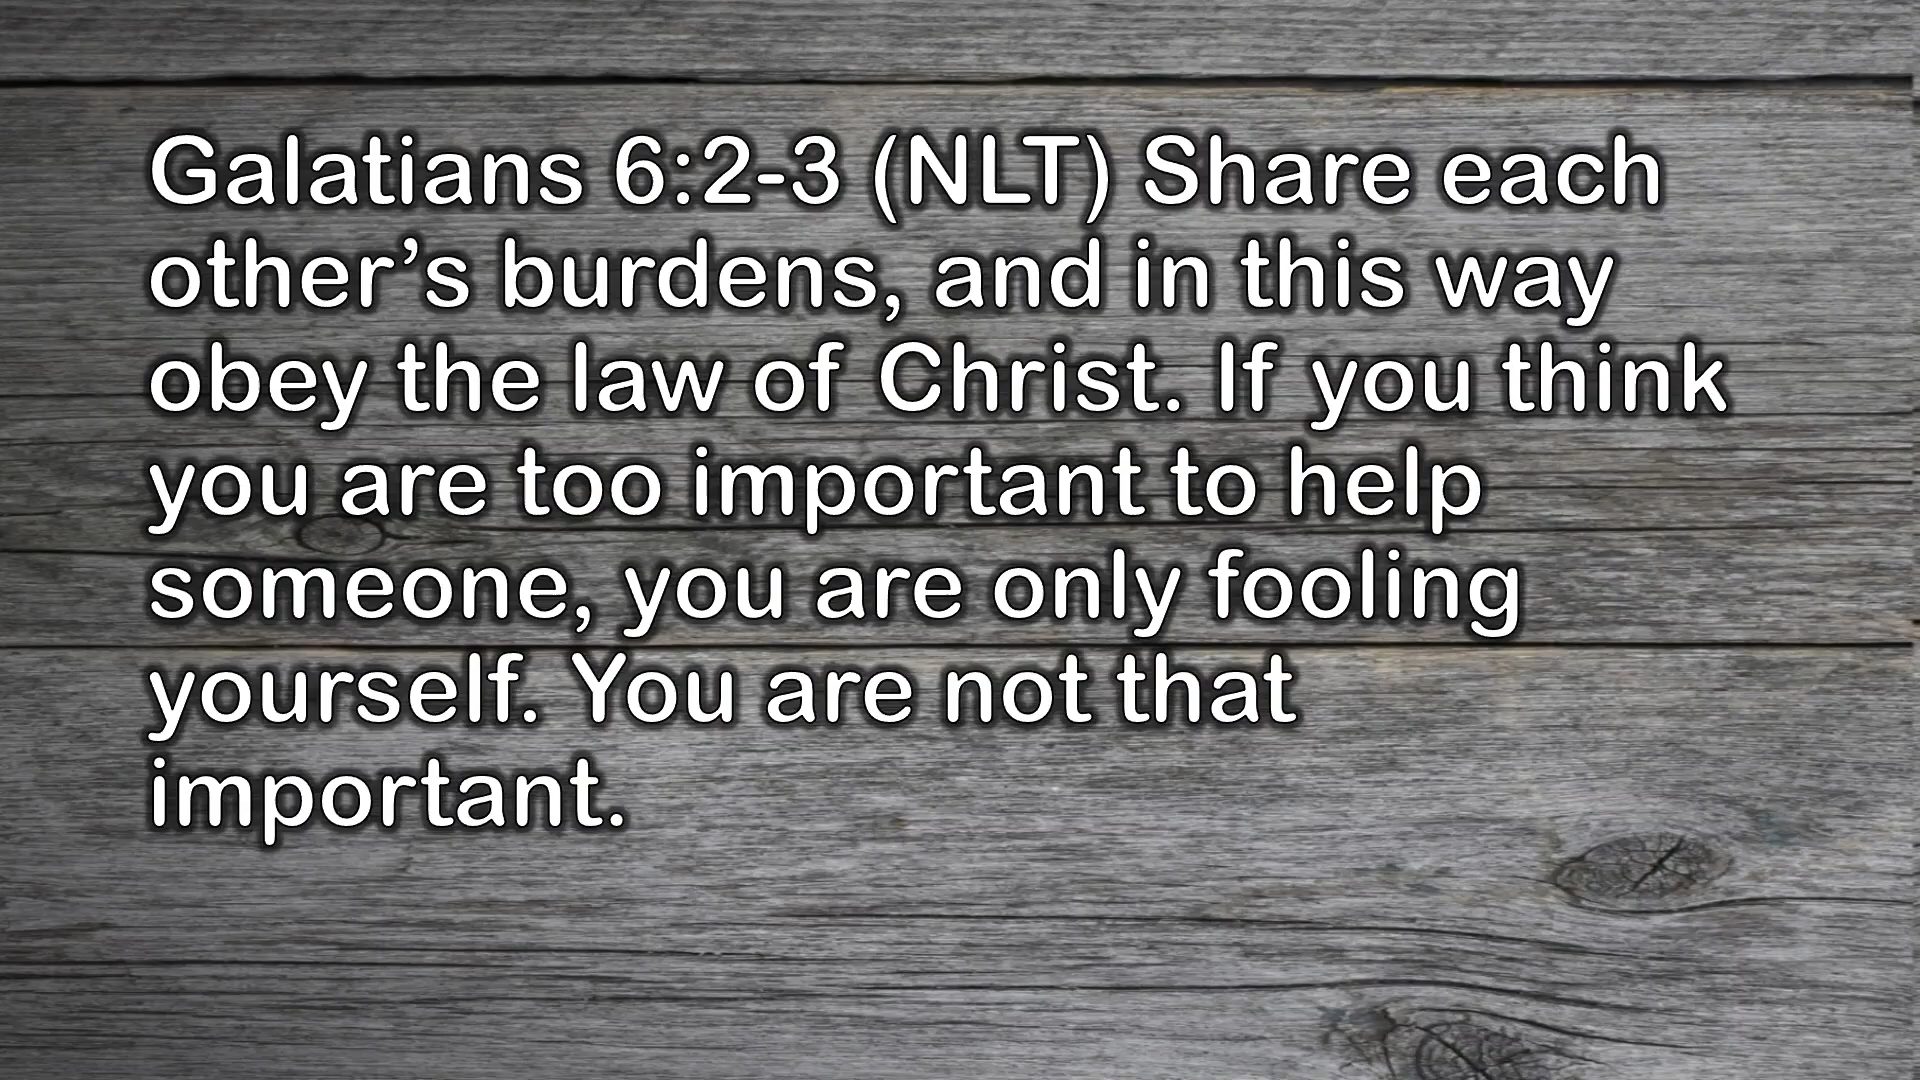 Galatians 6:2-3 (NLT) Share each
other’s burdens, and in this way
obey the law of Christ. If you think
you are too important to help
someone, you are only fooling
yourself. You are not that
important.